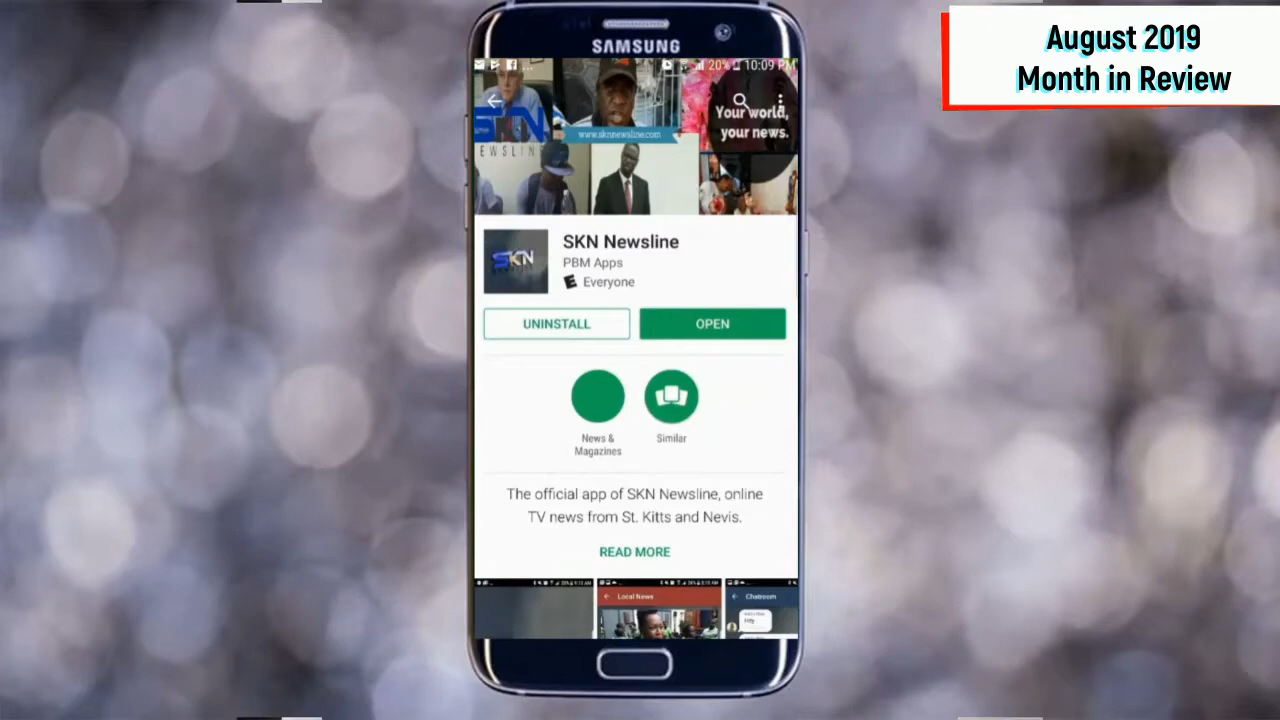 August 2019
Month in Review
SAMSUNG
20% 10:09 PM
SKN
NEWSLINE
www.sknnewsline.com
Your world,
your news.
SKN
SKN Newsline
PBM Apps
E Everyone
UNINSTALL
OPEN
News &
Magazines
Similar
The official app of SKN Newsline, online
TV news from St. Kitts and Nevis.
READ MORE
Local News
Chatroom